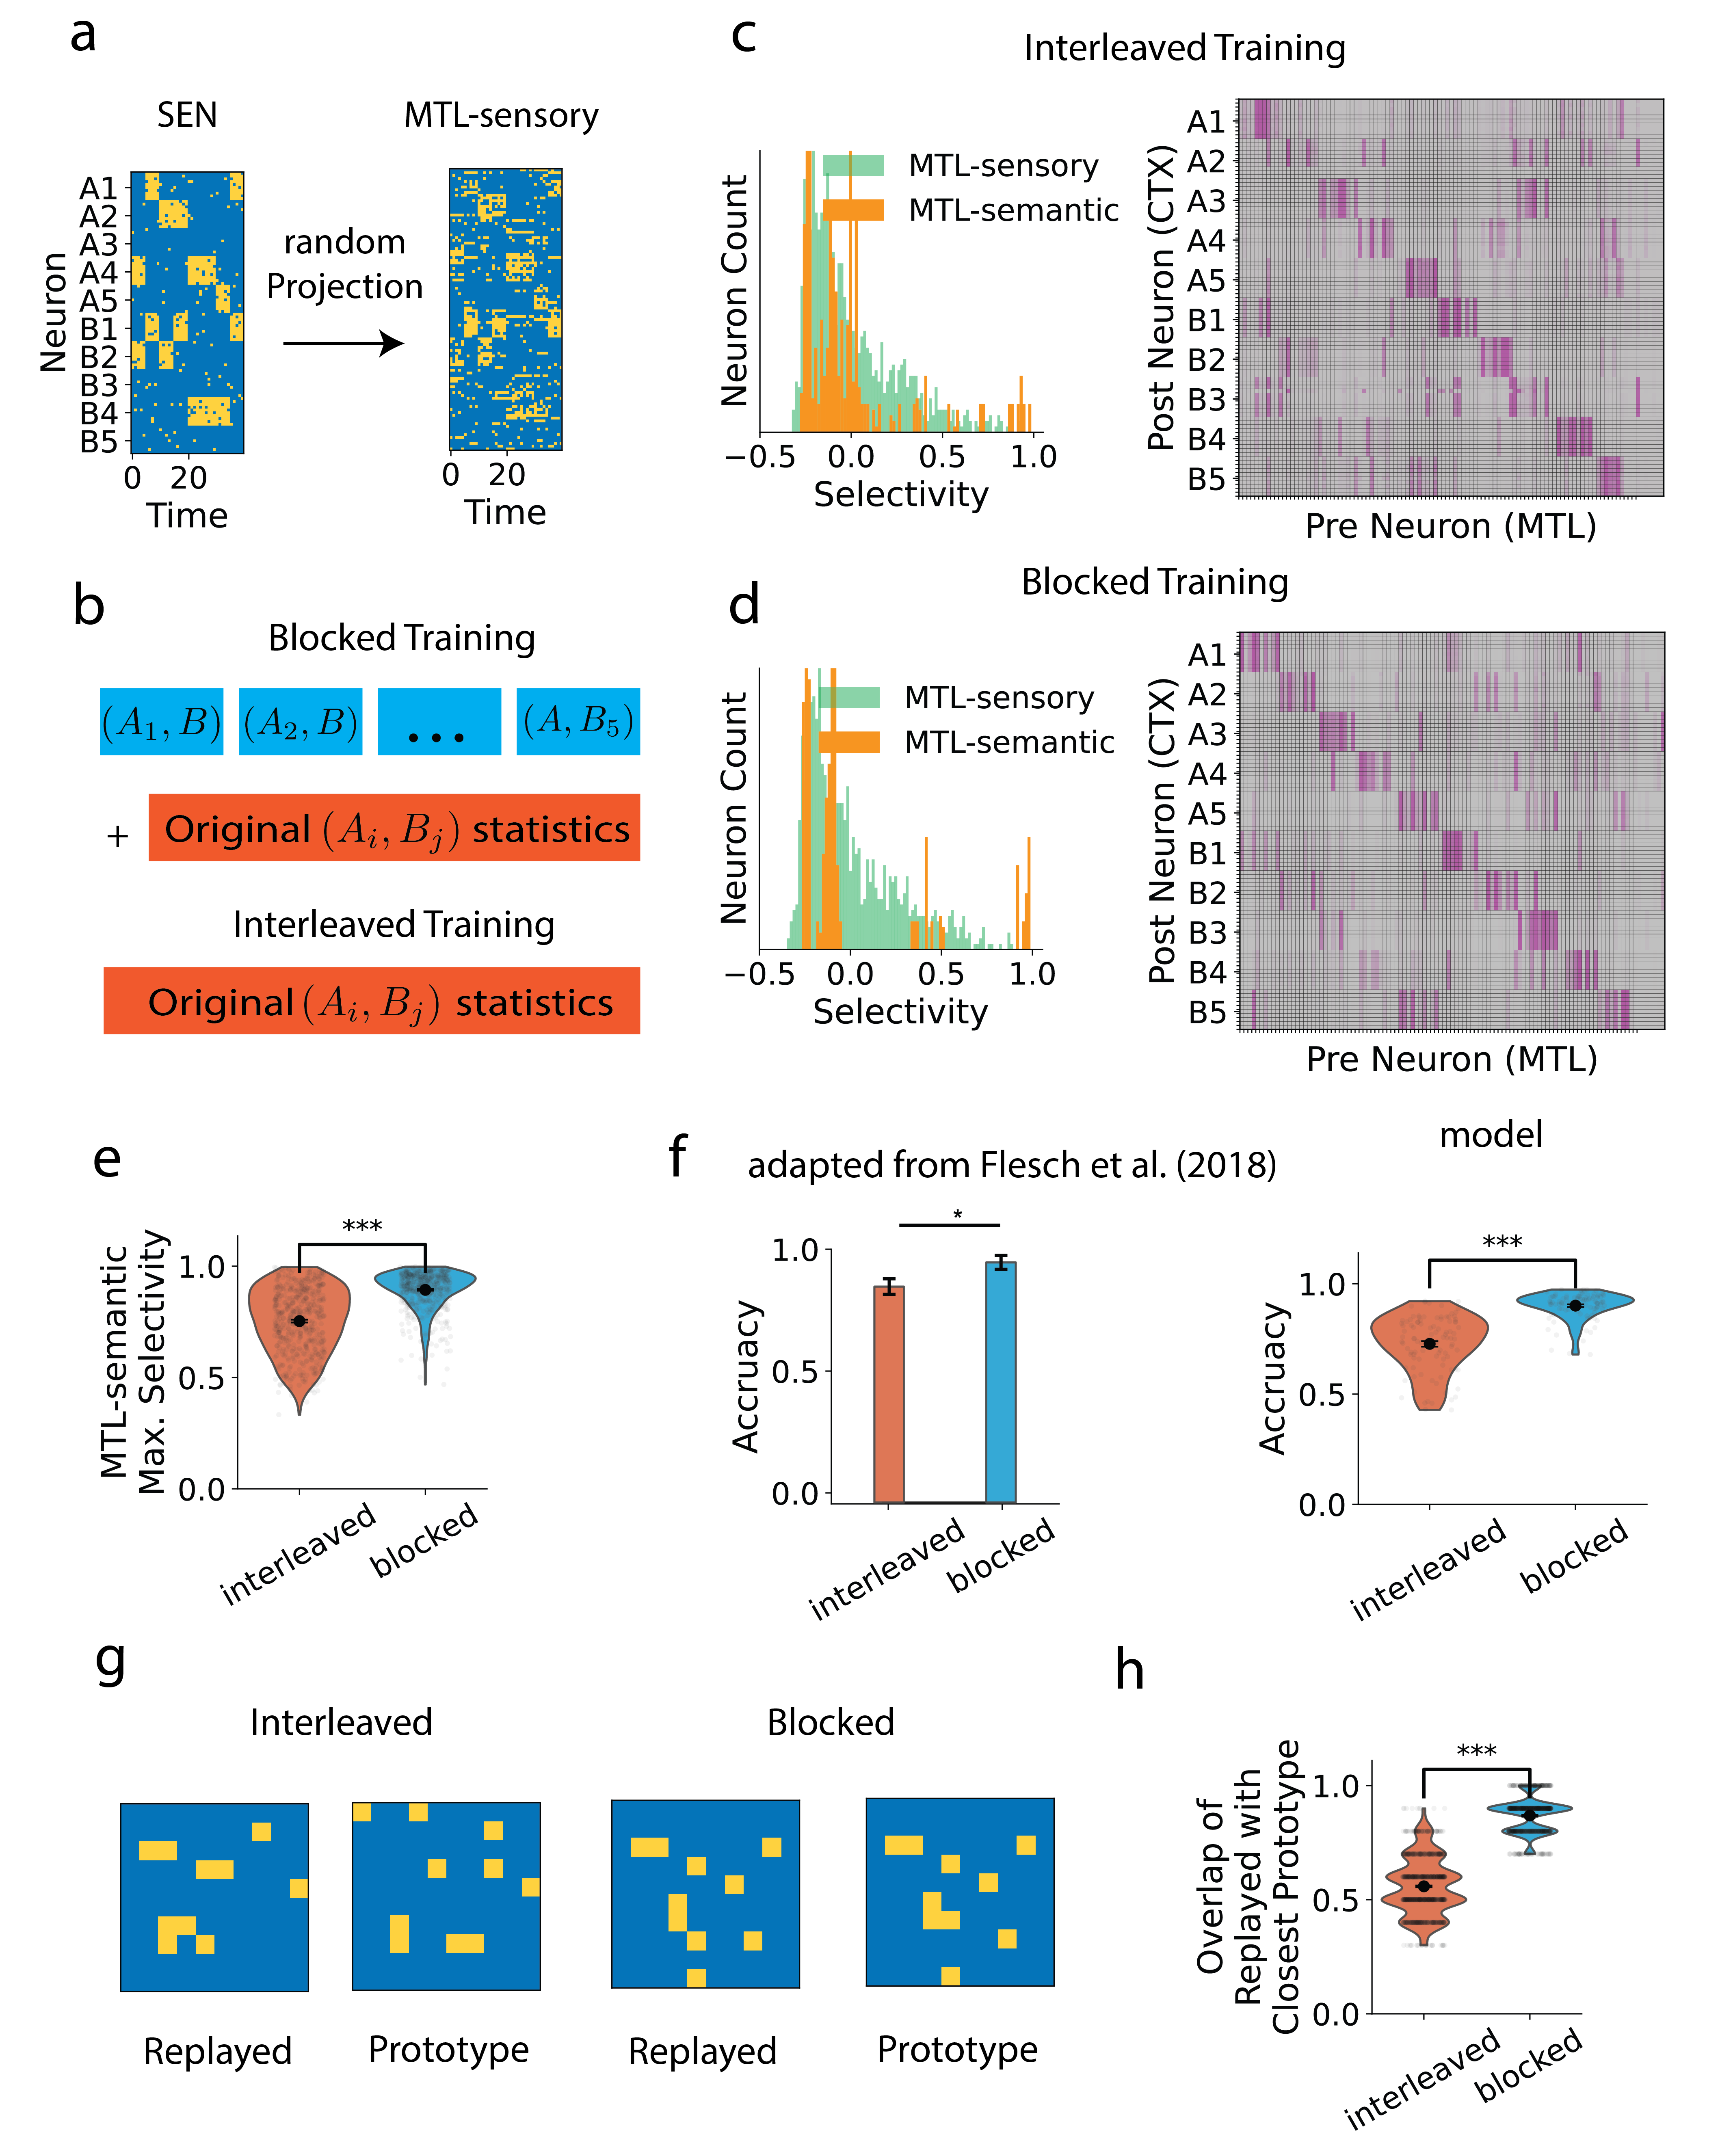 a
SEN
MTL-sensory
Neuron
A1
A2
A3
A4
A5
B1
B2
B3
B4
B5
0 20
Time
random
Projection
0 20
Time
b
Blocked Training
(A₁, B) (A₂, B) ... (A, B₅)
+ Original (Aᵢ, Bⱼ) statistics
Interleaved Training
Original (Aᵢ, Bⱼ) statistics
c
Interleaved Training
Neuron Count
MTL-sensory
MTL-semantic
−0.5 0.0 0.5 1.0
Selectivity
Post Neuron (CTX)
A1
A2
A3
A4
A5
B1
B2
B3
B4
B5
Pre Neuron (MTL)
d
Blocked Training
Neuron Count
MTL-sensory
MTL-semantic
−0.5 0.0 0.5 1.0
Selectivity
Post Neuron (CTX)
A1
A2
A3
A4
A5
B1
B2
B3
B4
B5
Pre Neuron (MTL)
e
MTL-semantic
Max. Selectivity
***
1.0
0.5
0.0
interleaved
blocked
f
adapted from Flesch et al. (2018)
*
Accruacy
1.0
0.5
0.0
interleaved
blocked
model
***
Accruacy
1.0
0.5
0.0
interleaved
blocked
g
Interleaved
Blocked
Replayed
Prototype
Replayed
Prototype
h
Overlap of
Replayed with
Closest Prototype
***
1.0
0.5
0.0
interleaved
blocked